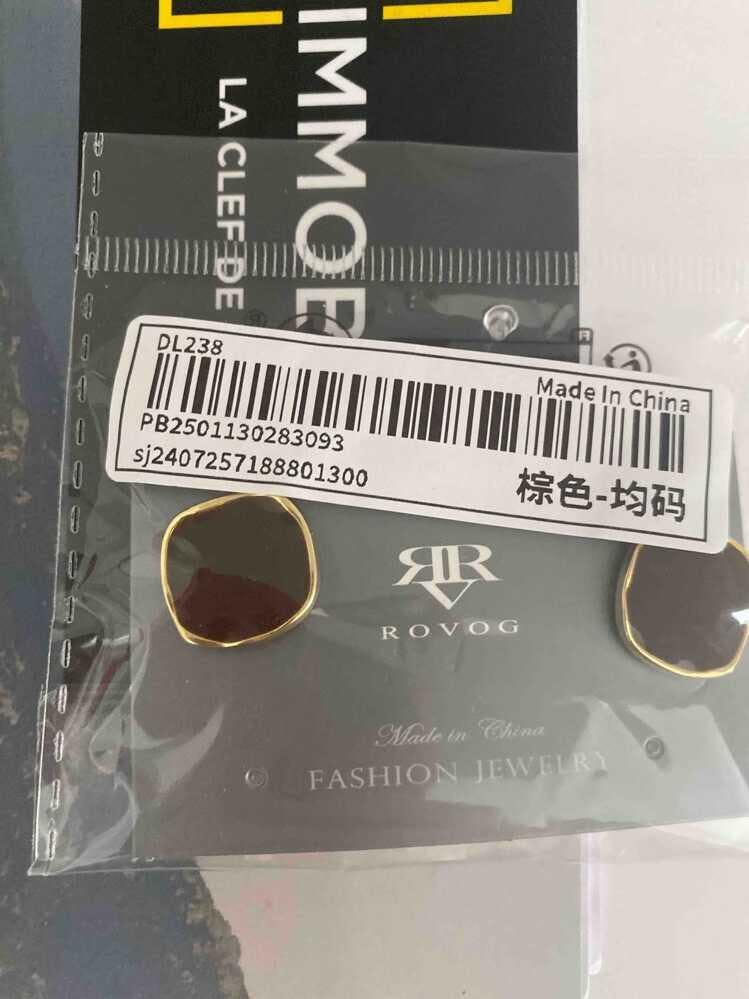 IMMOB
LA CLEF DE
DL238
Made In China
PB2501130283093
sj2407257188801300
棕色-均码
RRV
ROVOG
Made in China
FASHION JEWELRY